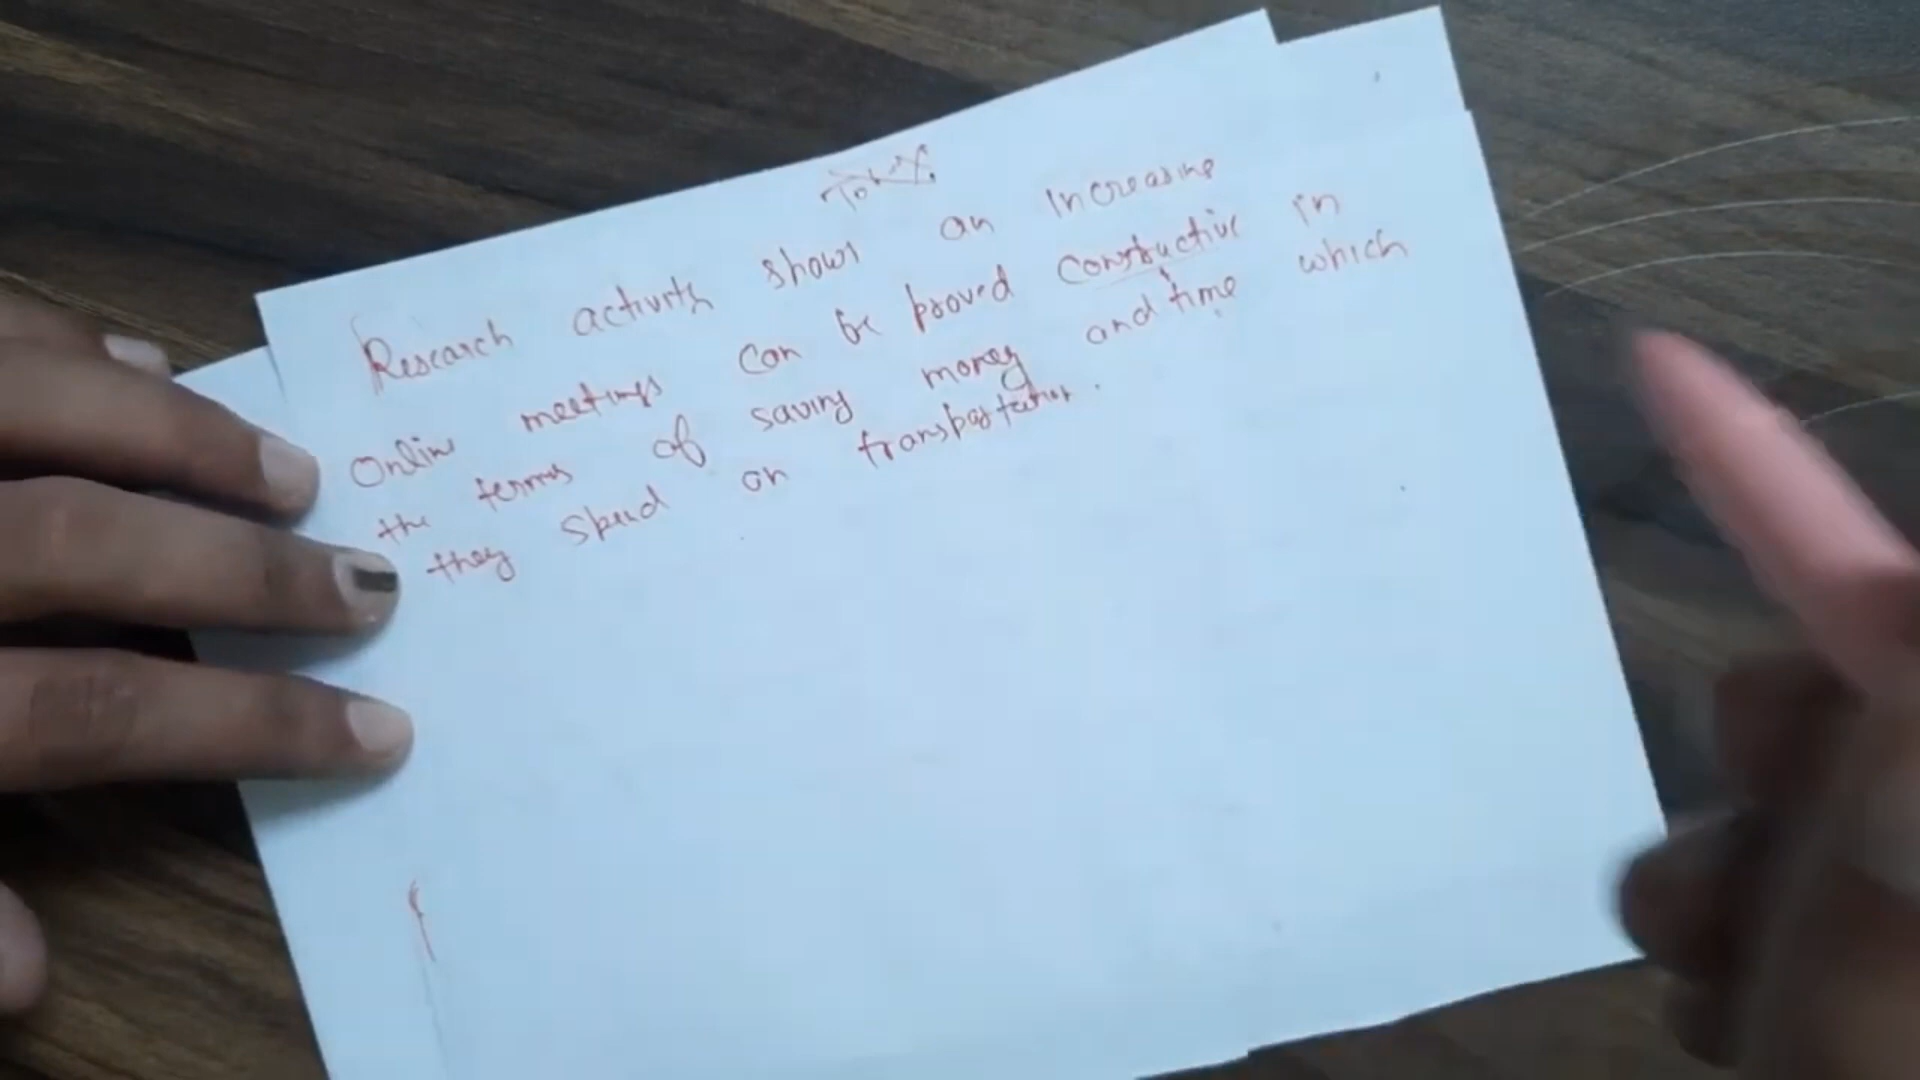 Topic
Research activity shows an increasing
Online meetings can be proved constructive in
the terms of saving money and time which
they spend on transportation.